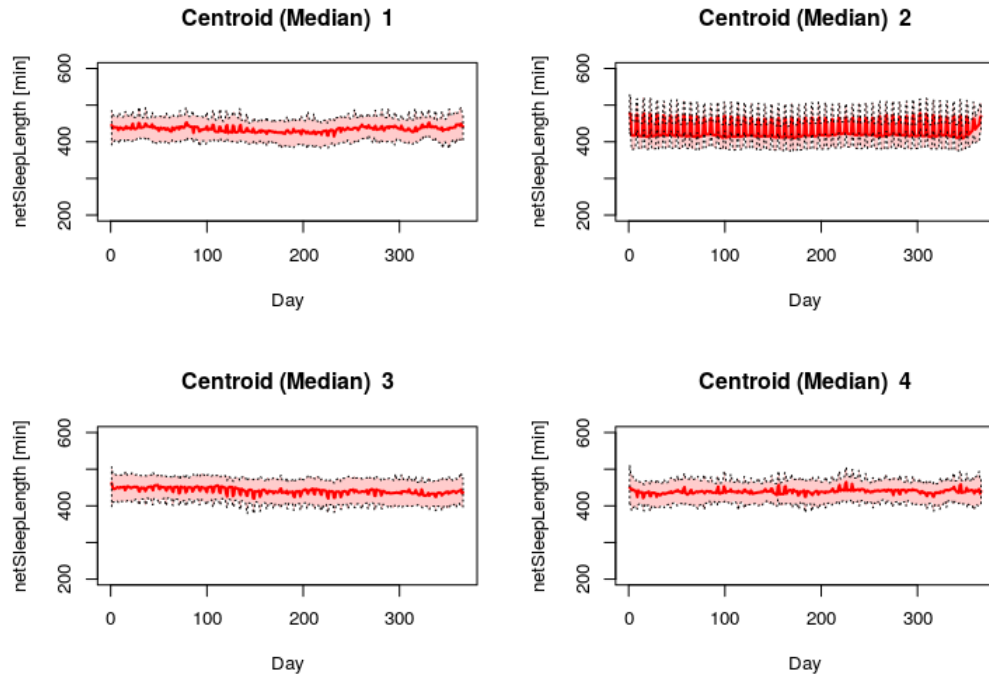 Centroid (Median) 1
netSleepLength [min]
600
400
200
0 100 200 300
Day
Centroid (Median) 2
netSleepLength [min]
600
400
200
0 100 200 300
Day
Centroid (Median) 3
netSleepLength [min]
600
400
200
0 100 200 300
Day
Centroid (Median) 4
netSleepLength [min]
600
400
200
0 100 200 300
Day